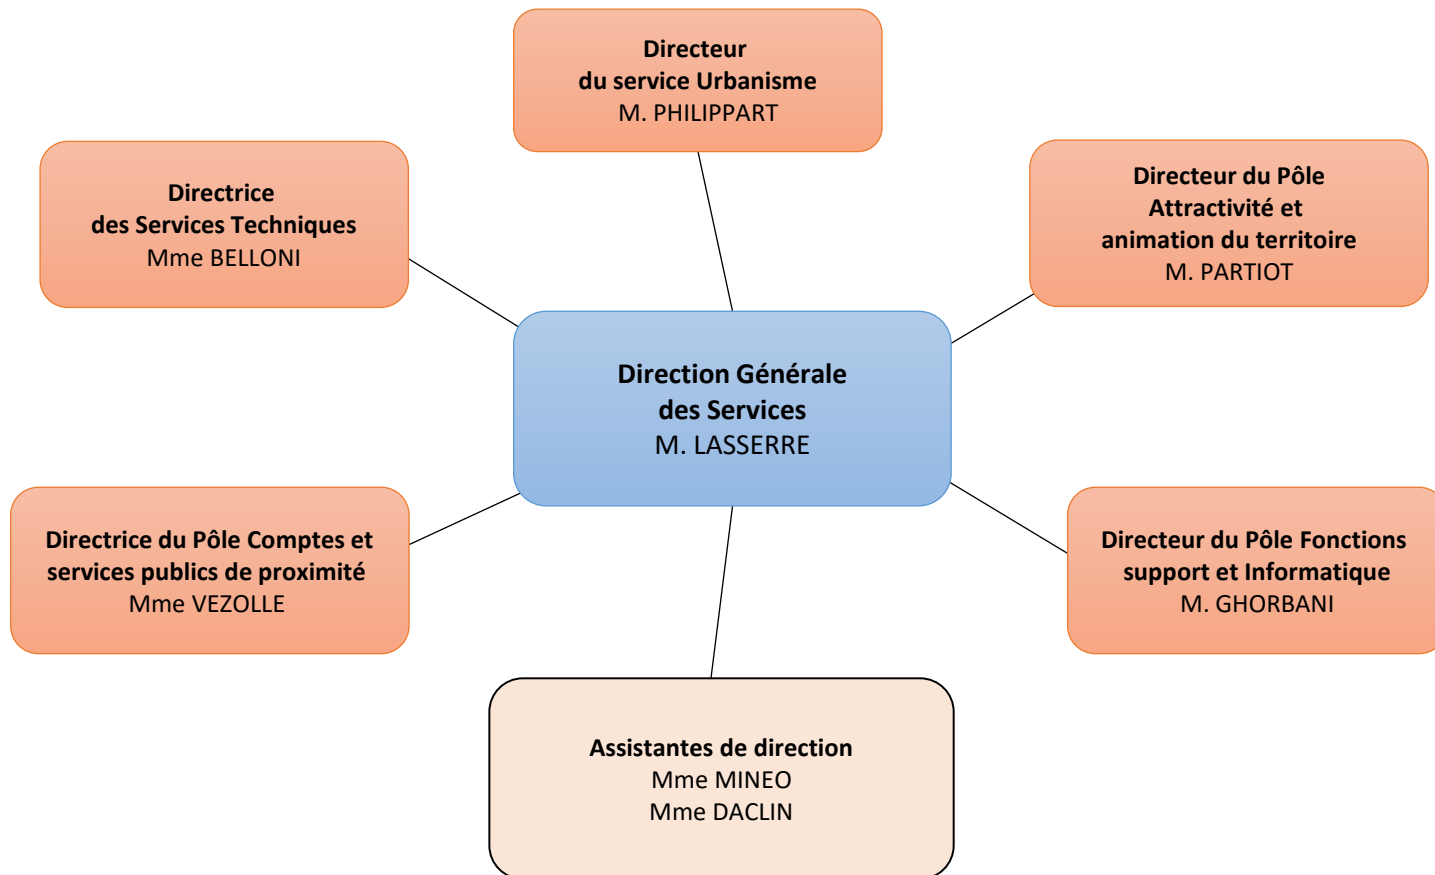 Directeur
du service Urbanisme
M. PHILIPPART
Directrice
des Services Techniques
Mme BELLONI
Directeur du Pôle
Attractivité et
animation du territoire
M. PARTIOT
Direction Générale
des Services
M. LASSERRE
Directrice du Pôle Comptes et
services publics de proximité
Mme VEZOLLE
Directeur du Pôle Fonctions
support et Informatique
M. GHORBANI
Assistantes de direction
Mme MINEO
Mme DACLIN